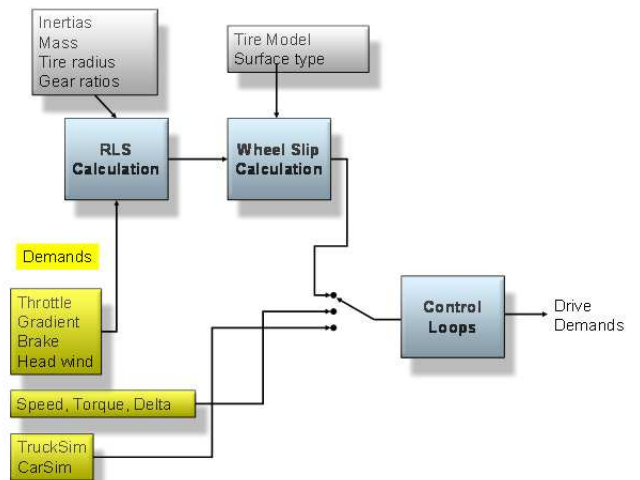 Inertias
Mass
Tire radius
Gear ratios
Tire Model
Surface type
RLS
Calculation
Wheel Slip
Calculation
Demands
Throttle
Gradient
Brake
Head wind
Control
Loops
Drive
Demands
Speed, Torque, Delta
TruckSim
CarSim